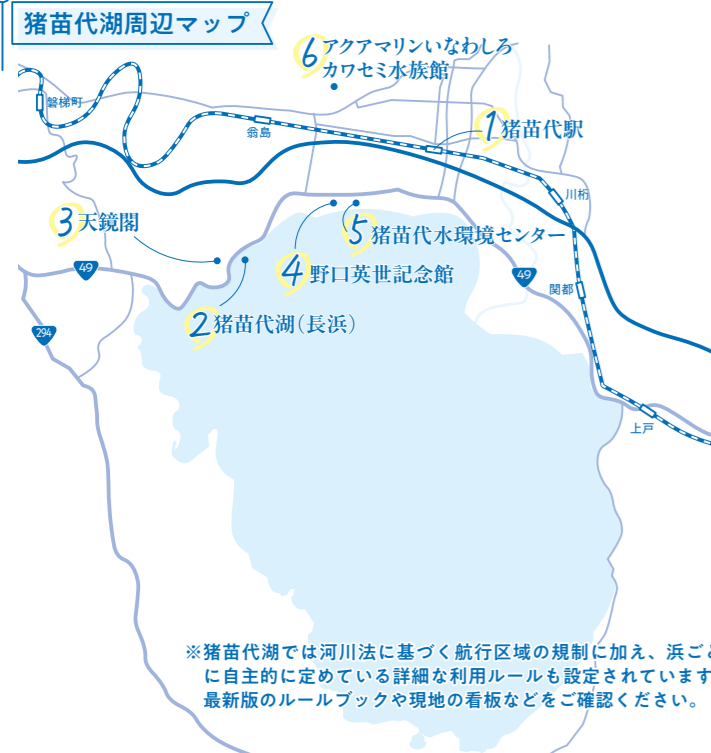 猪苗代湖周辺マップ
6 アクアマリンいなわしろ
カワセミ水族館
磐梯町
翁島
1 猪苗代駅
川桁
3 天鏡閣
5 猪苗代水環境センター
49
4 野口英世記念館
49
関都
294
2 猪苗代湖(長浜)
上戸
※猪苗代湖では河川法に基づく航行区域の規制に加え、浜ご
に自主的に定めている詳細な利用ルールも設定されています
最新版のルールブックや現地の看板などをご確認ください。